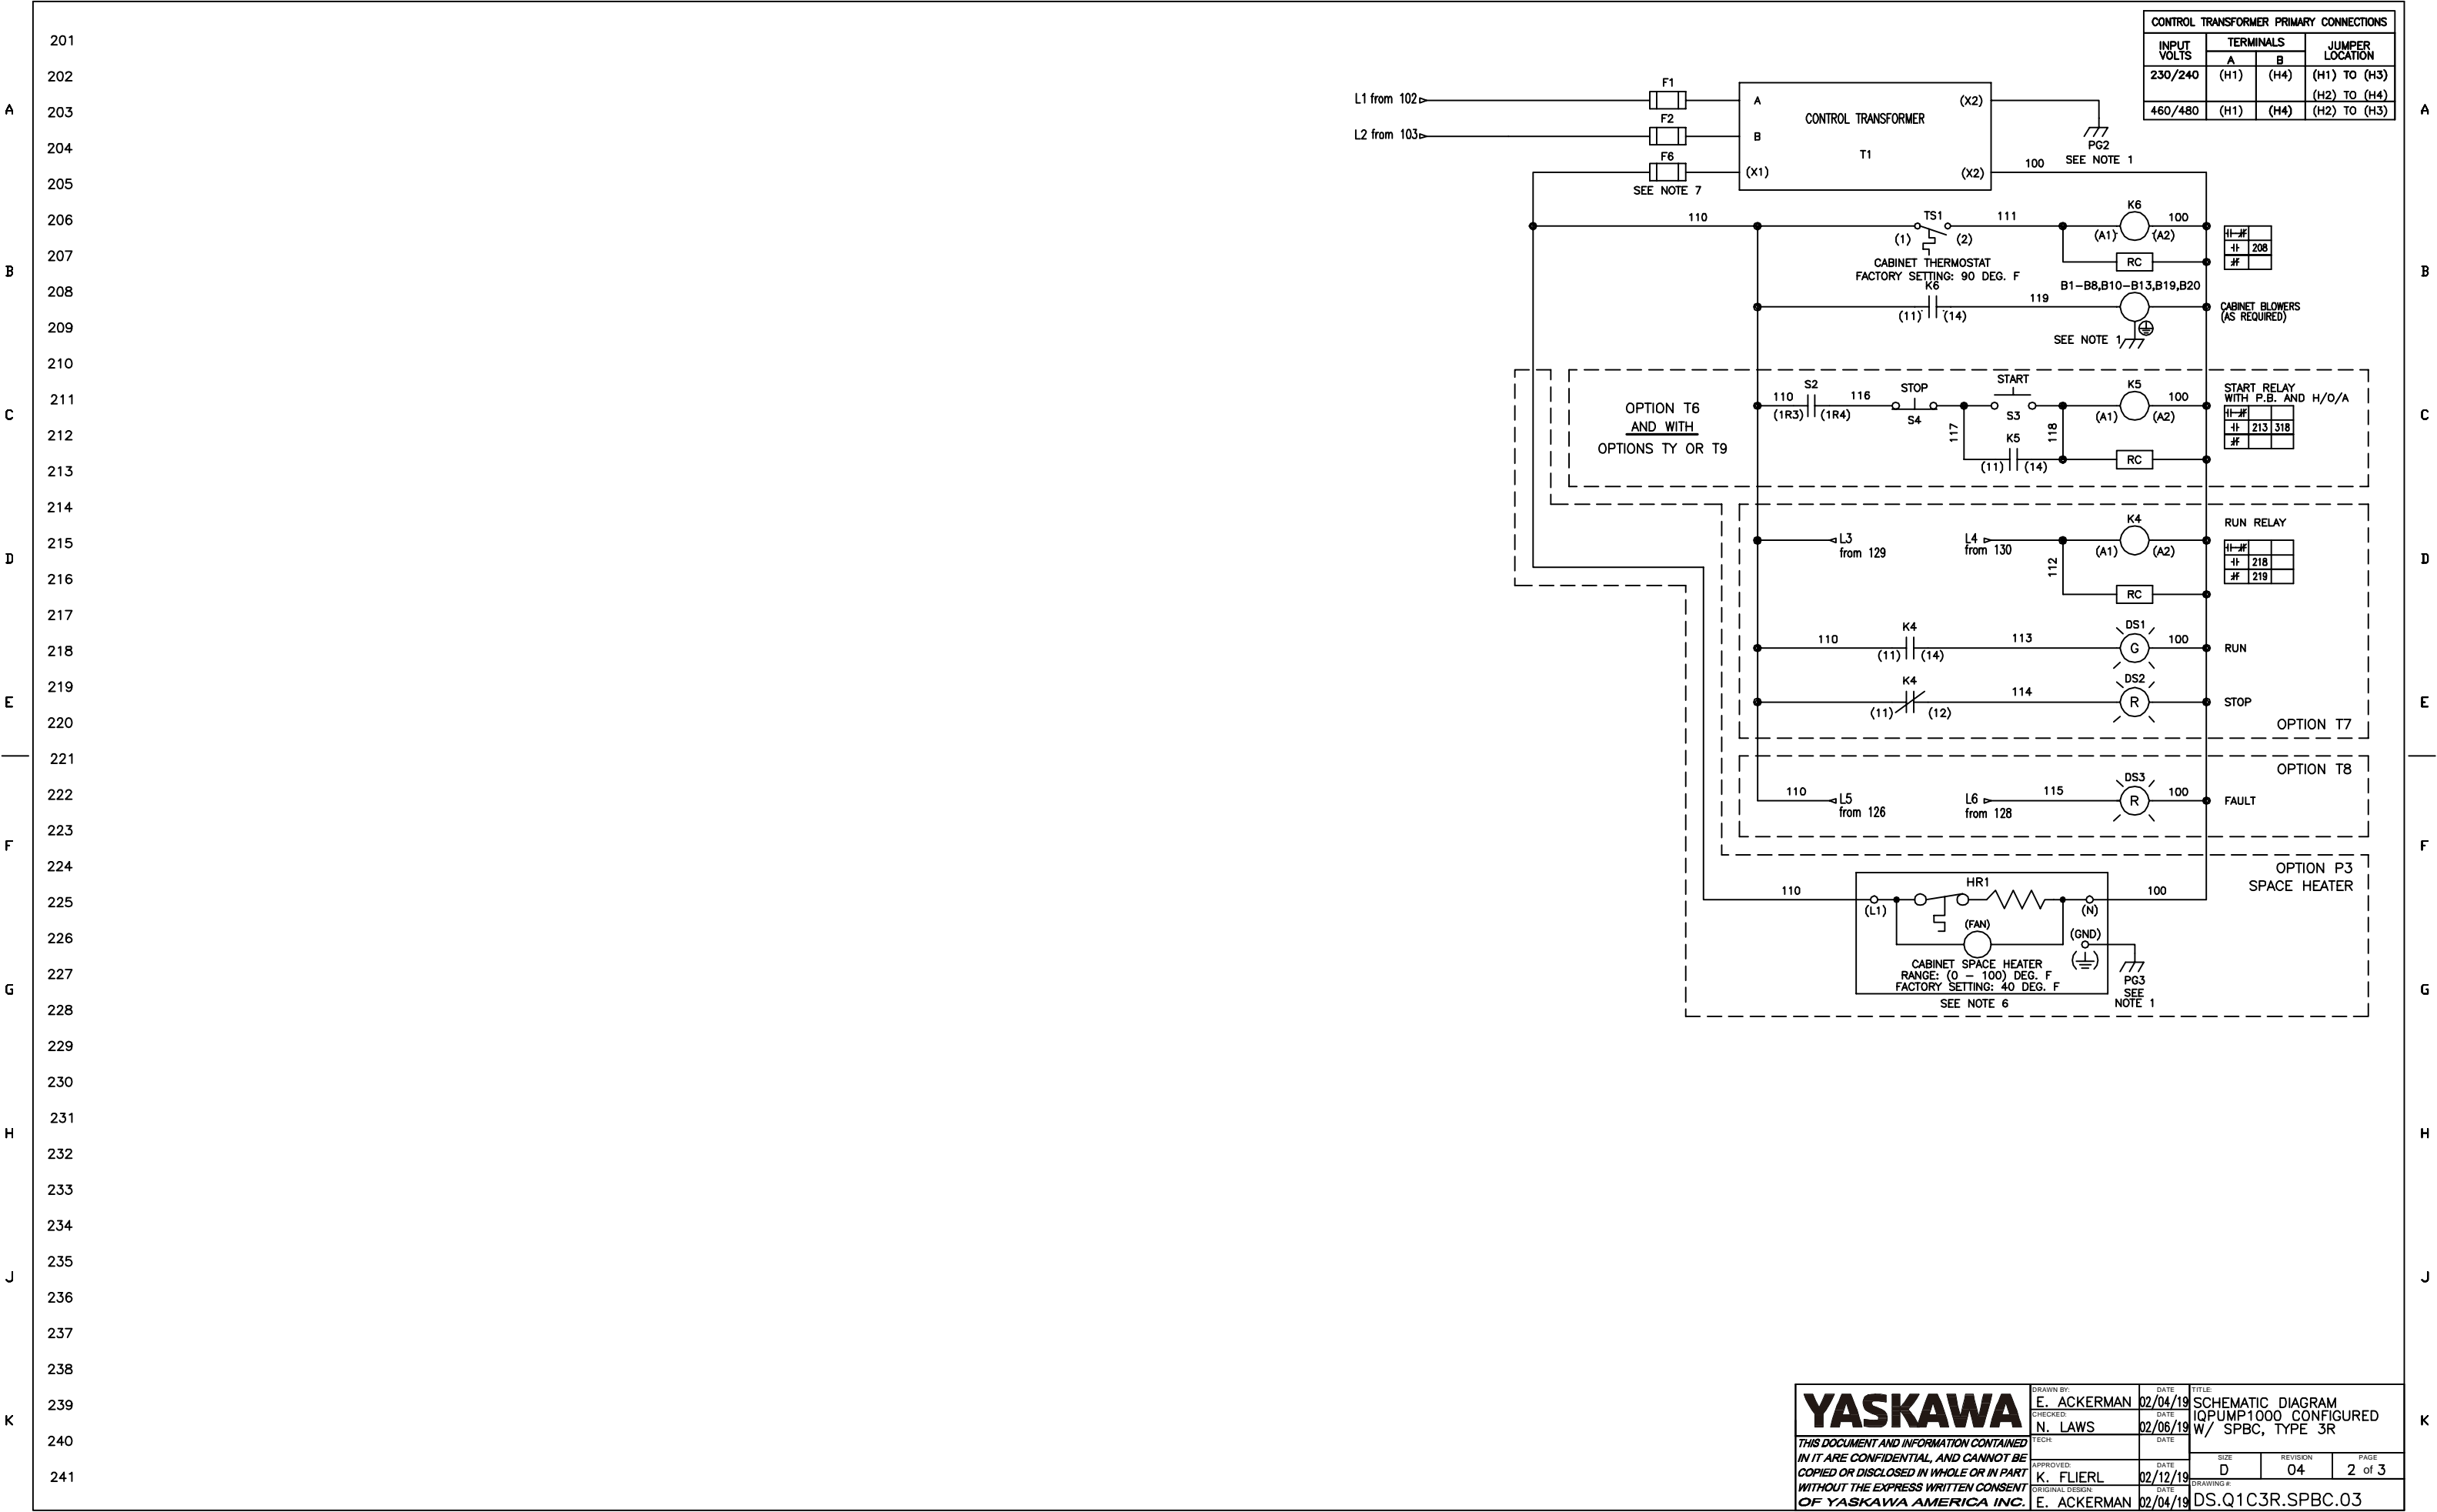 CONTROL TRANSFORMER PRIMARY CONNECTIONS
INPUT VOLTS
TERMINALS
JUMPER LOCATION
A
B
230/240
(H1)
(H4)
(H1) TO (H3)
(H2) TO (H4)
460/480
(H1)
(H4)
(H2) TO (H3)
201
202
203
204
205
206
207
208
209
210
211
212
213
214
215
216
217
218
219
220
221
222
223
224
225
226
227
228
229
230
231
232
233
234
235
236
237
238
239
240
241
A
B
C
D
E
F
G
H
J
K
A
B
C
D
E
F
G
H
J
K
L1 from 102
F1
A
(X2)
CONTROL TRANSFORMER
L2 from 103
F2
B
T1
PG2
SEE NOTE 1
F6
(X1)
(X2)
100
SEE NOTE 7
110
TS1
(1)
(2)
111
K6
100
(A1)
(A2)
208
RC
CABINET THERMOSTAT
FACTORY SETTING: 90 DEG. F
K6
(11)
(14)
119
B1-B8,B10-B13,B19,B20
CABINET BLOWERS
(AS REQUIRED)
SEE NOTE 1
OPTION T6
AND WITH
OPTIONS TY OR T9
110
S2
(1R3)
(1R4)
116
STOP
S4
START
S3
117
118
K5
(11)
(14)
K5
100
(A1)
(A2)
RC
START RELAY
WITH P.B. AND H/O/A
213 318
L3
from 129
L4
from 130
112
K4
(A1)
(A2)
RC
RUN RELAY
218
219
110
K4
(11)
(14)
113
DS1
G
100
RUN
K4
(11)
(12)
114
DS2
R
STOP
OPTION T7
OPTION T8
110
L5
from 126
L6
from 128
115
DS3
R
100
FAULT
OPTION P3
SPACE HEATER
110
HR1
100
(L1)
(N)
(FAN)
(GND)
CABINET SPACE HEATER
RANGE: (0 - 100) DEG. F
FACTORY SETTING: 40 DEG. F
SEE NOTE 6
PG3
SEE
NOTE 1
YASKAWA
THIS DOCUMENT AND INFORMATION CONTAINED
IN IT ARE CONFIDENTIAL, AND CANNOT BE
COPIED OR DISCLOSED IN WHOLE OR IN PART
WITHOUT THE EXPRESS WRITTEN CONSENT
OF YASKAWA AMERICA INC.
DRAWN BY:
E. ACKERMAN
DATE
02/04/19
CHECKED:
N. LAWS
DATE
02/06/19
TECH:
DATE
APPROVED:
K. FLIERL
DATE
02/12/19
ORIGINAL DESIGN:
E. ACKERMAN
DATE
02/04/19
TITLE:
SCHEMATIC DIAGRAM
IQPUMP1000 CONFIGURED
W/ SPBC, TYPE 3R
SIZE
D
REVISION
04
PAGE
2 of 3
DRAWING #:
DS.Q1C3R.SPBC.03